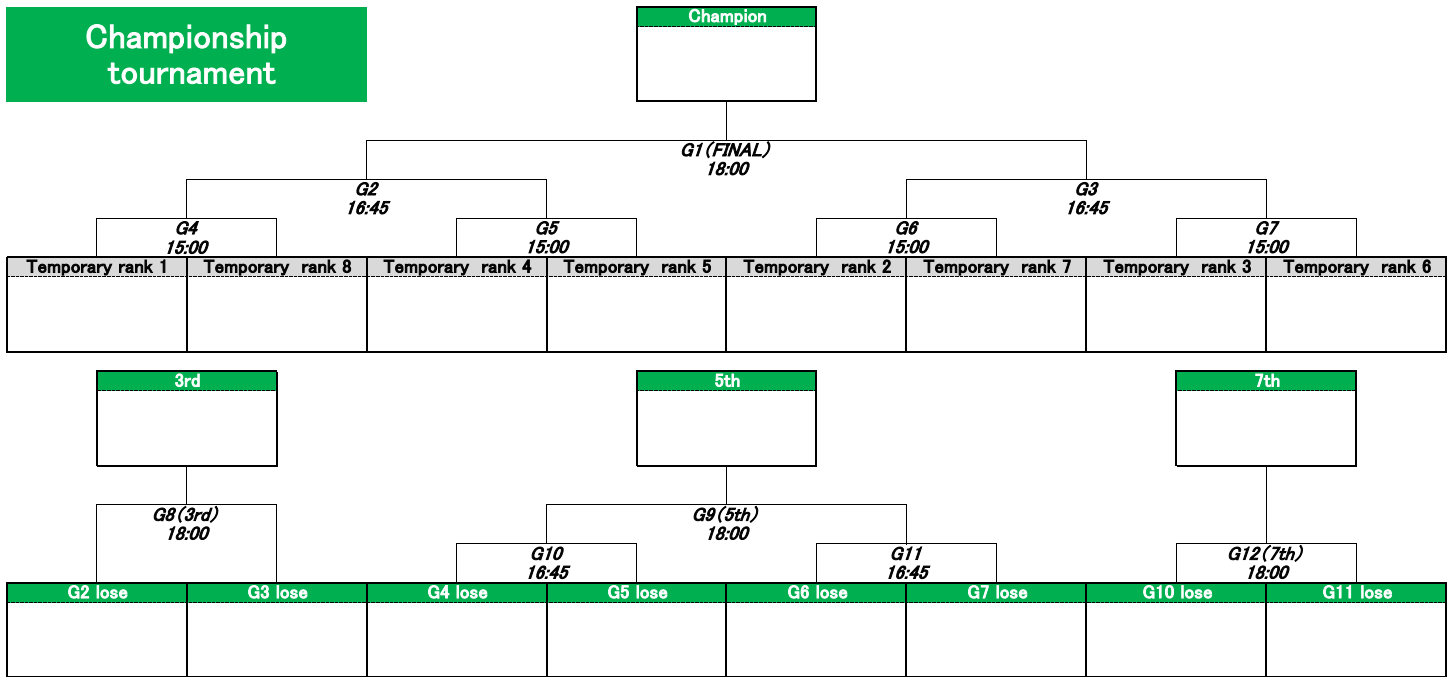 Championship
tournament
Champion
G1(FINAL)
18:00
G2
16:45
G3
16:45
G4
15:00
G5
15:00
G6
15:00
G7
15:00
Temporary rank 1
Temporary rank 8
Temporary rank 4
Temporary rank 5
Temporary rank 2
Temporary rank 7
Temporary rank 3
Temporary rank 6
3rd
5th
7th
G8(3rd)
18:00
G9(5th)
18:00
G10
16:45
G11
16:45
G12(7th)
18:00
G2 lose
G3 lose
G4 lose
G5 lose
G6 lose
G7 lose
G10 lose
G11 lose